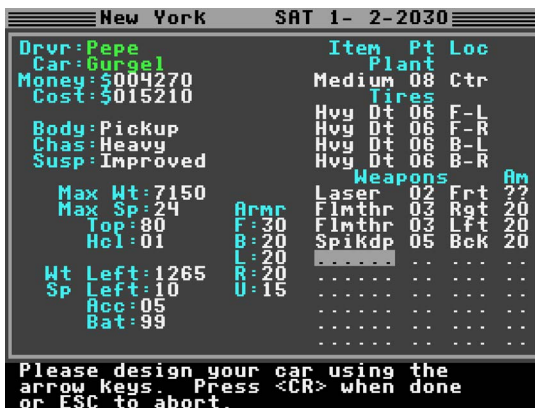 New York SAT 1- 2-2030
Drvr:Pepe Item Pt Loc
Car:Gurgel Plant
Money:$004270 Medium 08 Ctr
Cost:$015210 Tires
Hvy Dt 06 F-L
Body:Pickup Hvy Dt 06 F-R
Chas:Heavy Hvy Dt 06 B-L
Susp:Improved Hvy Dt 06 B-R
Weapons Am
Max Wt:7150 Laser 02 Frt ??
Max Sp:24 Armr Flmthr 03 Rgt 20
Top:80 F:30 Flmthr 03 Lft 20
Hcl:01 B:20 SpiKdp 05 Bck 20
L:20 ...... .. ... ..
Wt Left:1265 R:20 ...... .. ... ..
Sp Left:10 U:15 ...... .. ... ..
Acc:05 ...... .. ... ..
Bat:99 ...... .. ... ..
...... .. ... ..
Please design your car using the
arrow keys. Press <CR> when done
or ESC to abort.